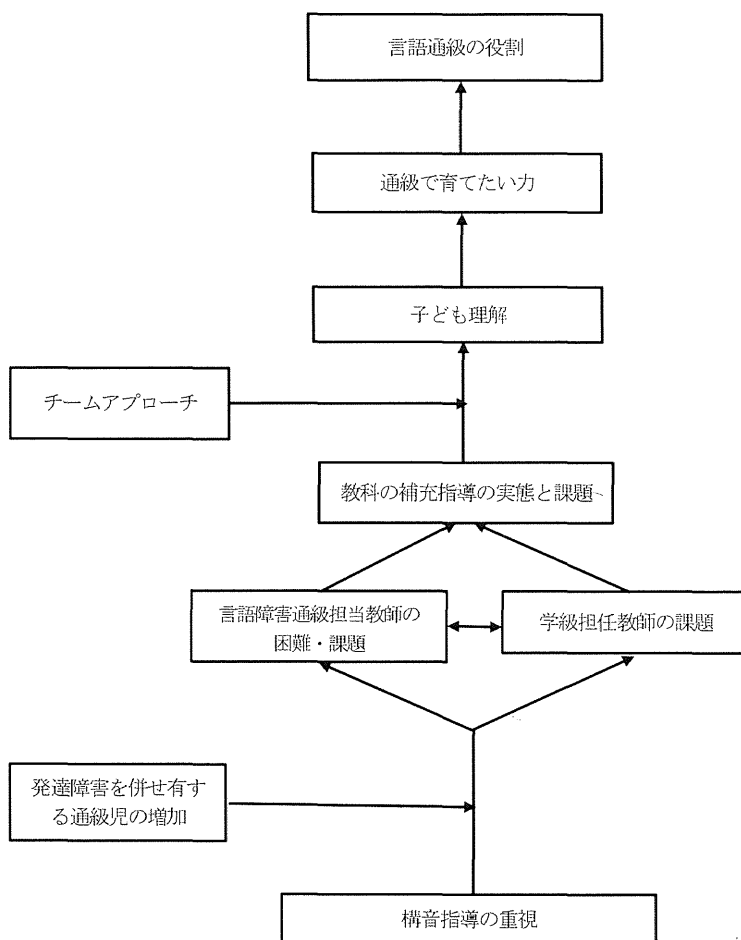 言語通級の役割
通級で育てたい力
子ども理解
チームアプローチ
教科の補充指導の実態と課題
言語障害通級担当教師の
困難・課題
学級担任教師の課題
発達障害を併せ有す
る通級児の増加
構音指導の重視